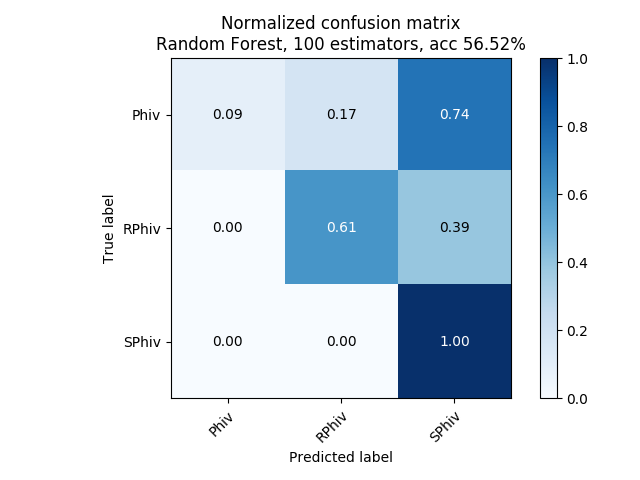 Normalized confusion matrix
Random Forest, 100 estimators, acc 56.52%
True label
Phiv
0.09 0.17 0.74
RPhiv
0.00 0.61 0.39
SPhiv
0.00 0.00 1.00
Phiv RPhiv SPhiv
Predicted label
1.0
0.8
0.6
0.4
0.2
0.0